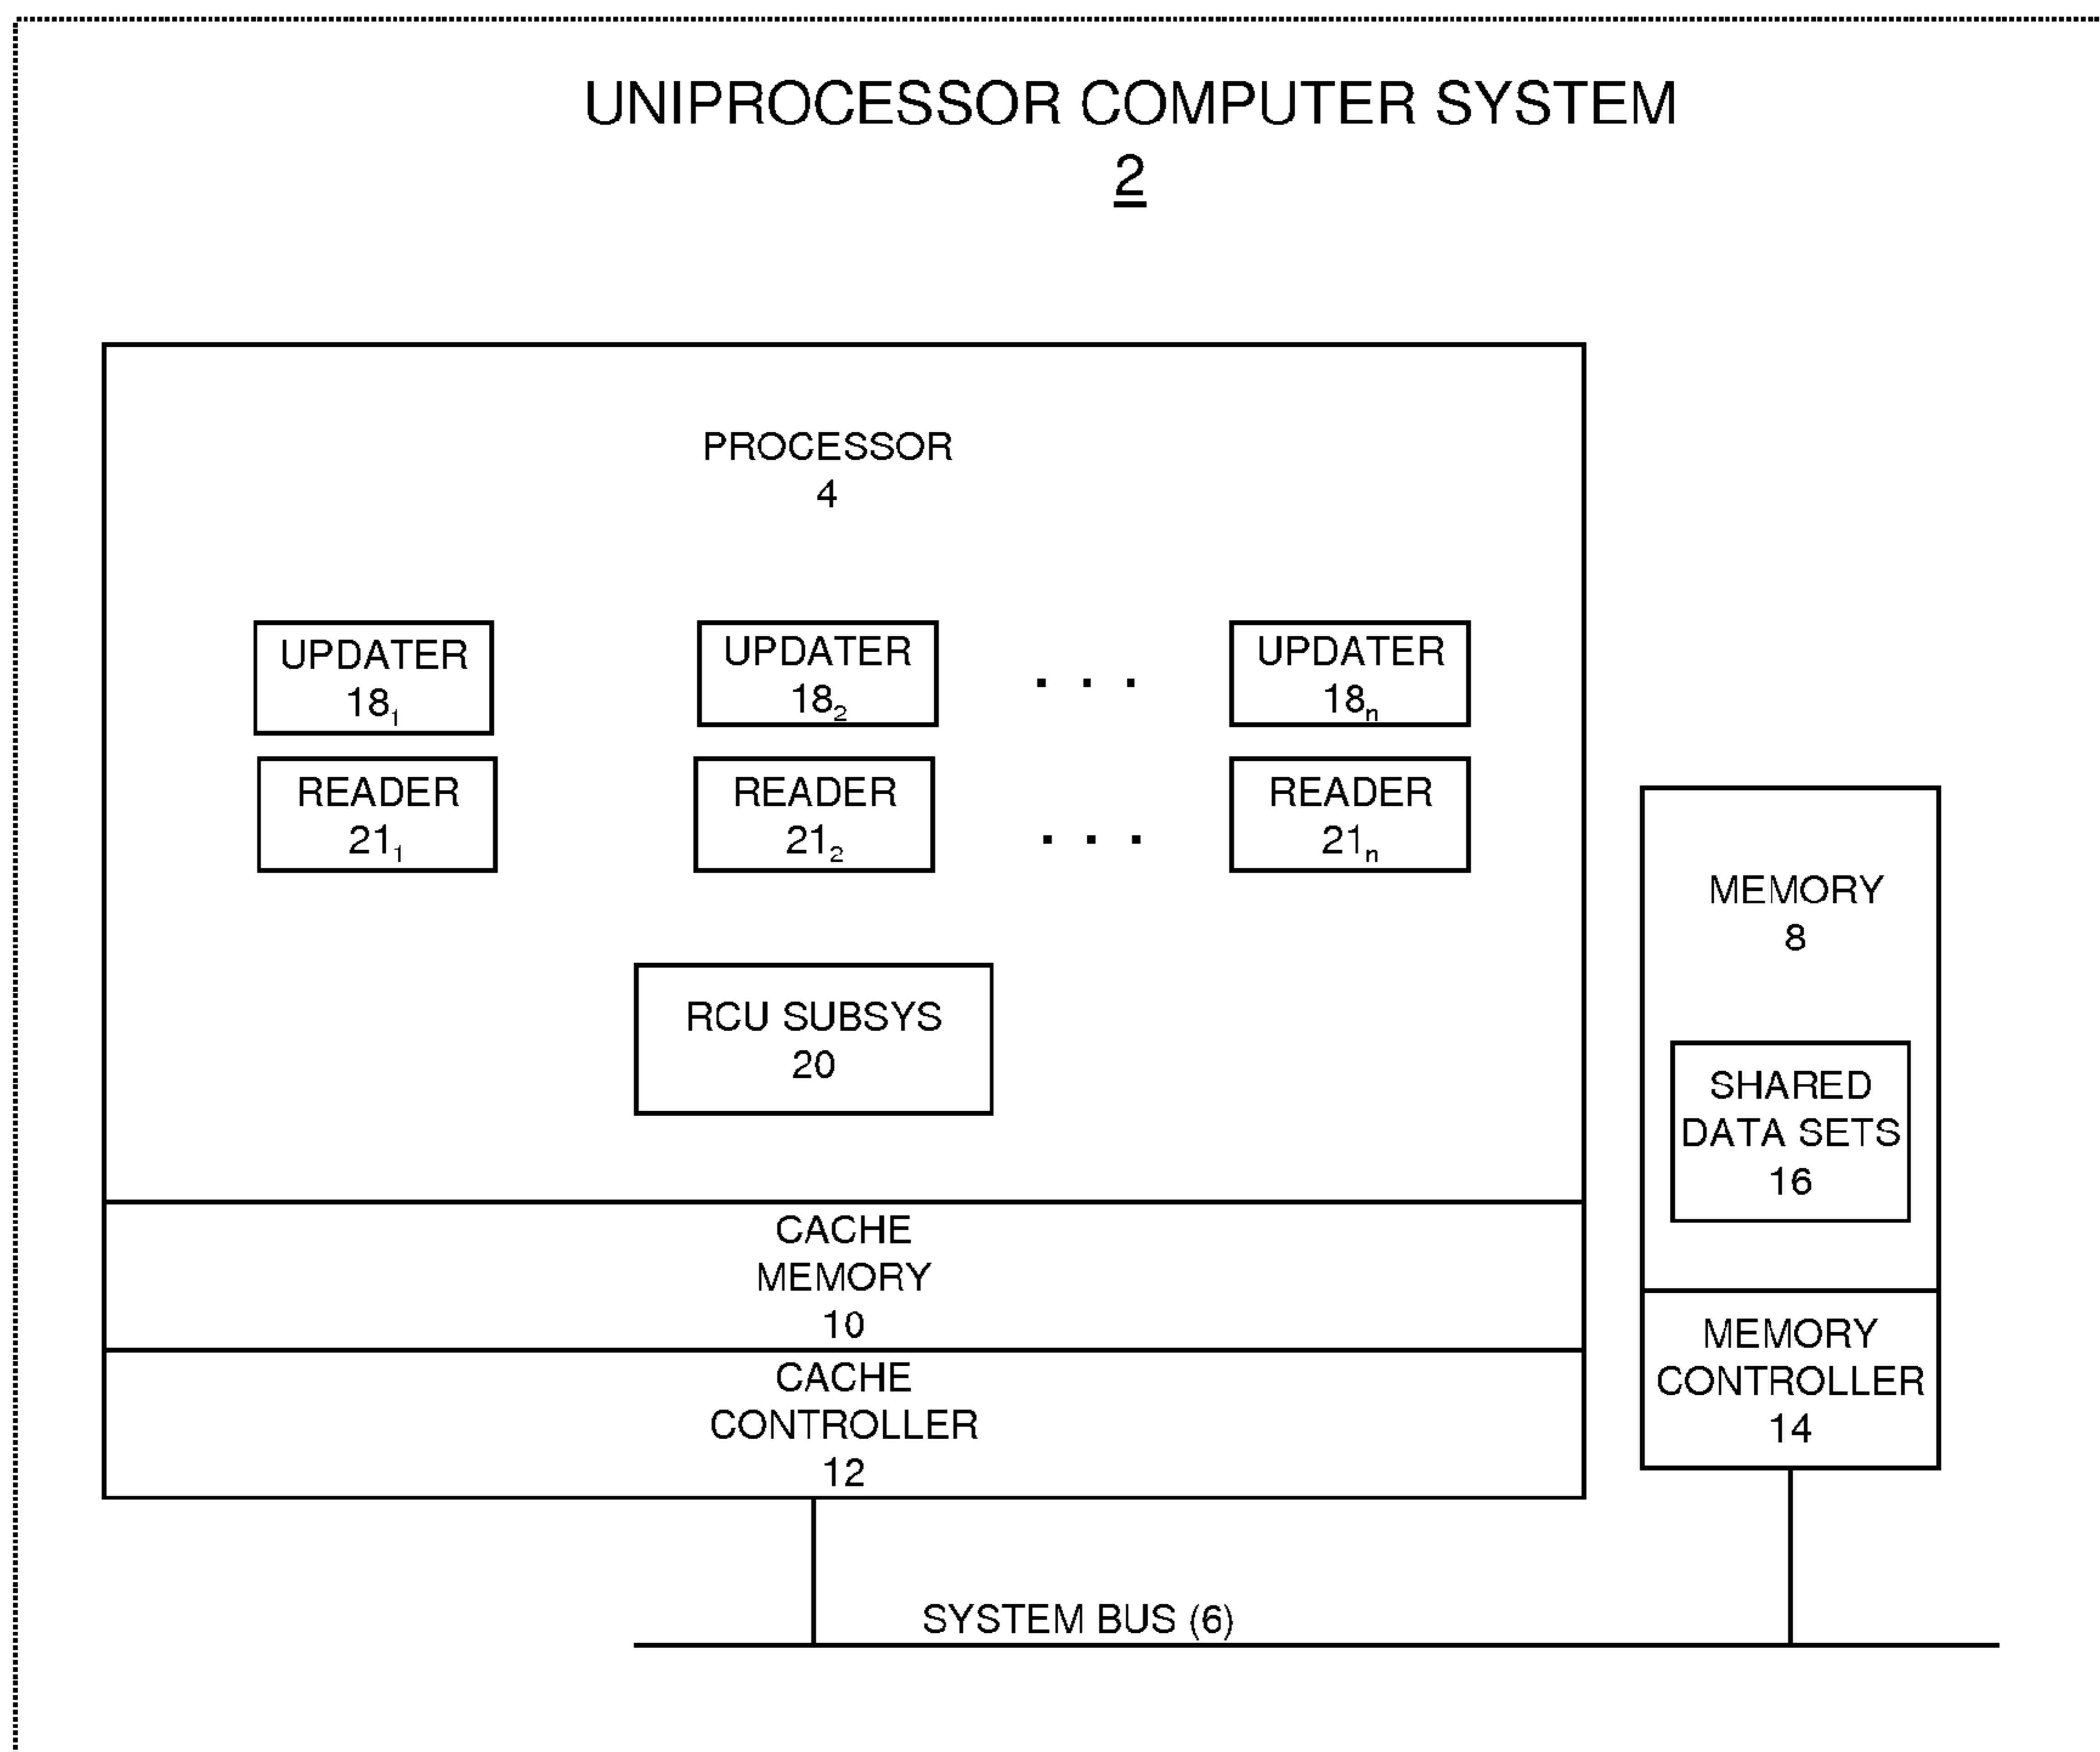 UNIPROCESSOR COMPUTER SYSTEM
2
PROCESSOR
4
UPDATER
18₁
UPDATER
18₂
. . .
UPDATER
18ₙ
READER
21₁
READER
21₂
. . .
READER
21ₙ
RCU SUBSYS
20
CACHE
MEMORY
10
CACHE
CONTROLLER
12
MEMORY
8
SHARED
DATA SETS
16
MEMORY
CONTROLLER
14
SYSTEM BUS (6)